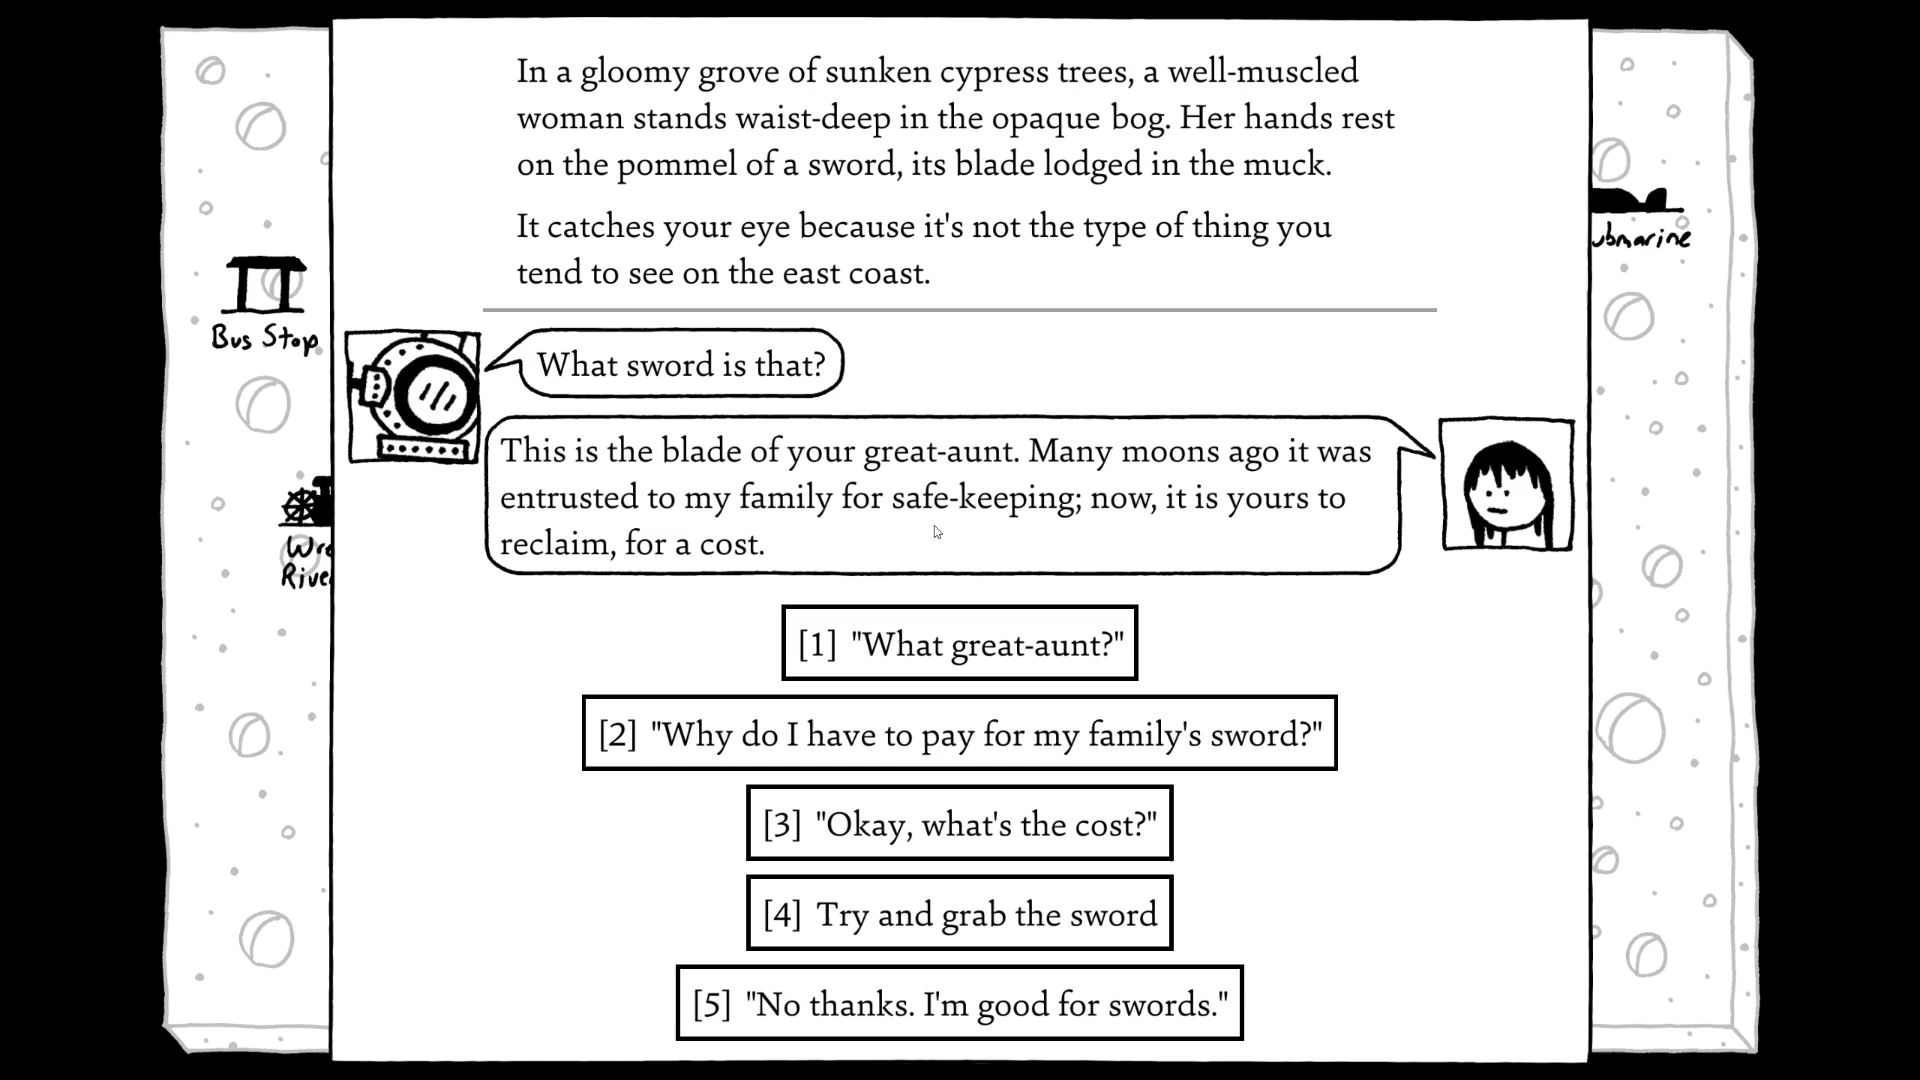 In a gloomy grove of sunken cypress trees, a well-muscled
woman stands waist-deep in the opaque bog. Her hands rest
on the pommel of a sword, its blade lodged in the muck.
It catches your eye because it's not the type of thing you
tend to see on the east coast.
What sword is that?
This is the blade of your great-aunt. Many moons ago it was
entrusted to my family for safe-keeping; now, it is yours to
reclaim, for a cost.
[1] "What great-aunt?"
[2] "Why do I have to pay for my family's sword?"
[3] "Okay, what's the cost?"
[4] Try and grab the sword
[5] "No thanks. I'm good for swords."
Bus Stop
ubmarine